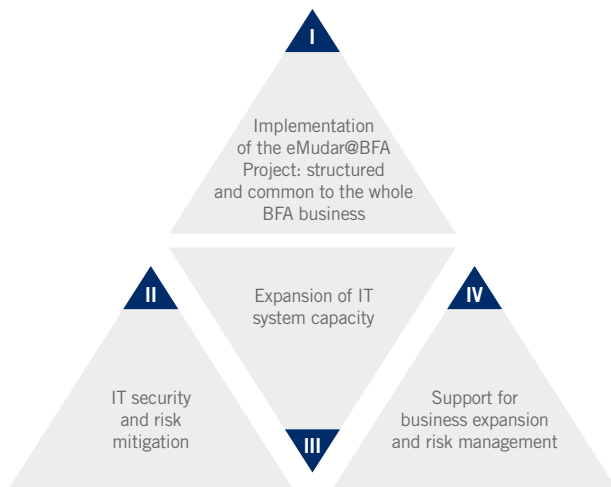 I
Implementation
of the eMudar@BFA
Project: structured
and common to the whole
BFA business
II
IT security
and risk
mitigation
Expansion of IT
system capacity
III
IV
Support for
business expansion
and risk management